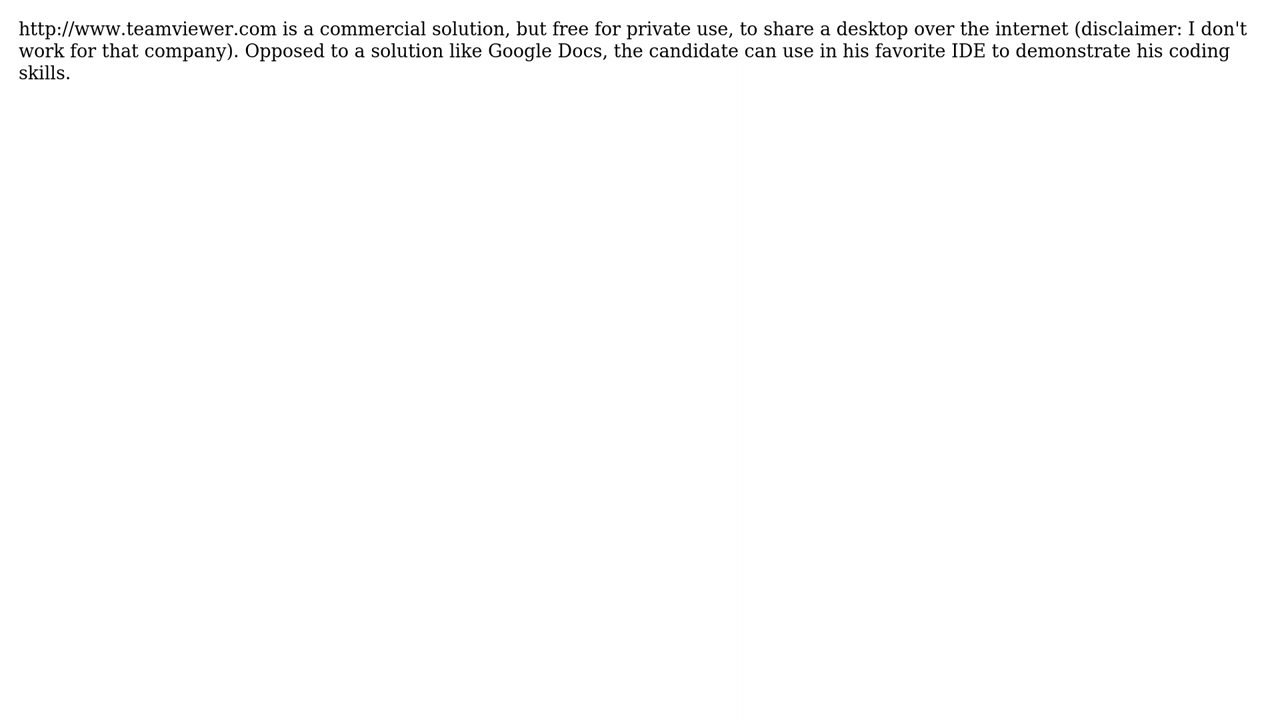 http://www.teamviewer.com is a commercial solution, but free for private use, to share a desktop over the internet (disclaimer: I don't
work for that company). Opposed to a solution like Google Docs, the candidate can use in his favorite IDE to demonstrate his coding
skills.